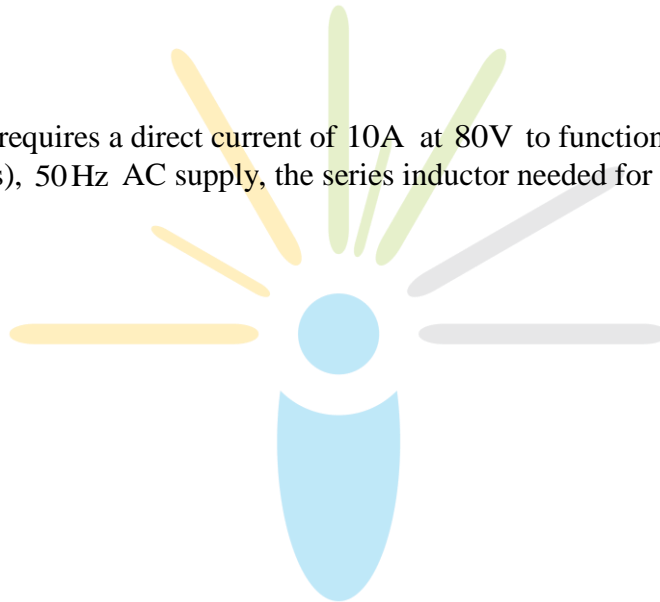 requires a direct current of 10A at 80V to function
), 50 Hz AC supply, the series inductor needed for